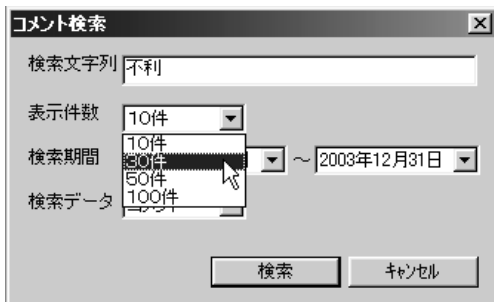 コメント検索
検索文字列 不利
表示件数 10件
10件
検索期間 30件 ～ 2003年12月31日
50件
検索データ 100件
検索 キャンセル